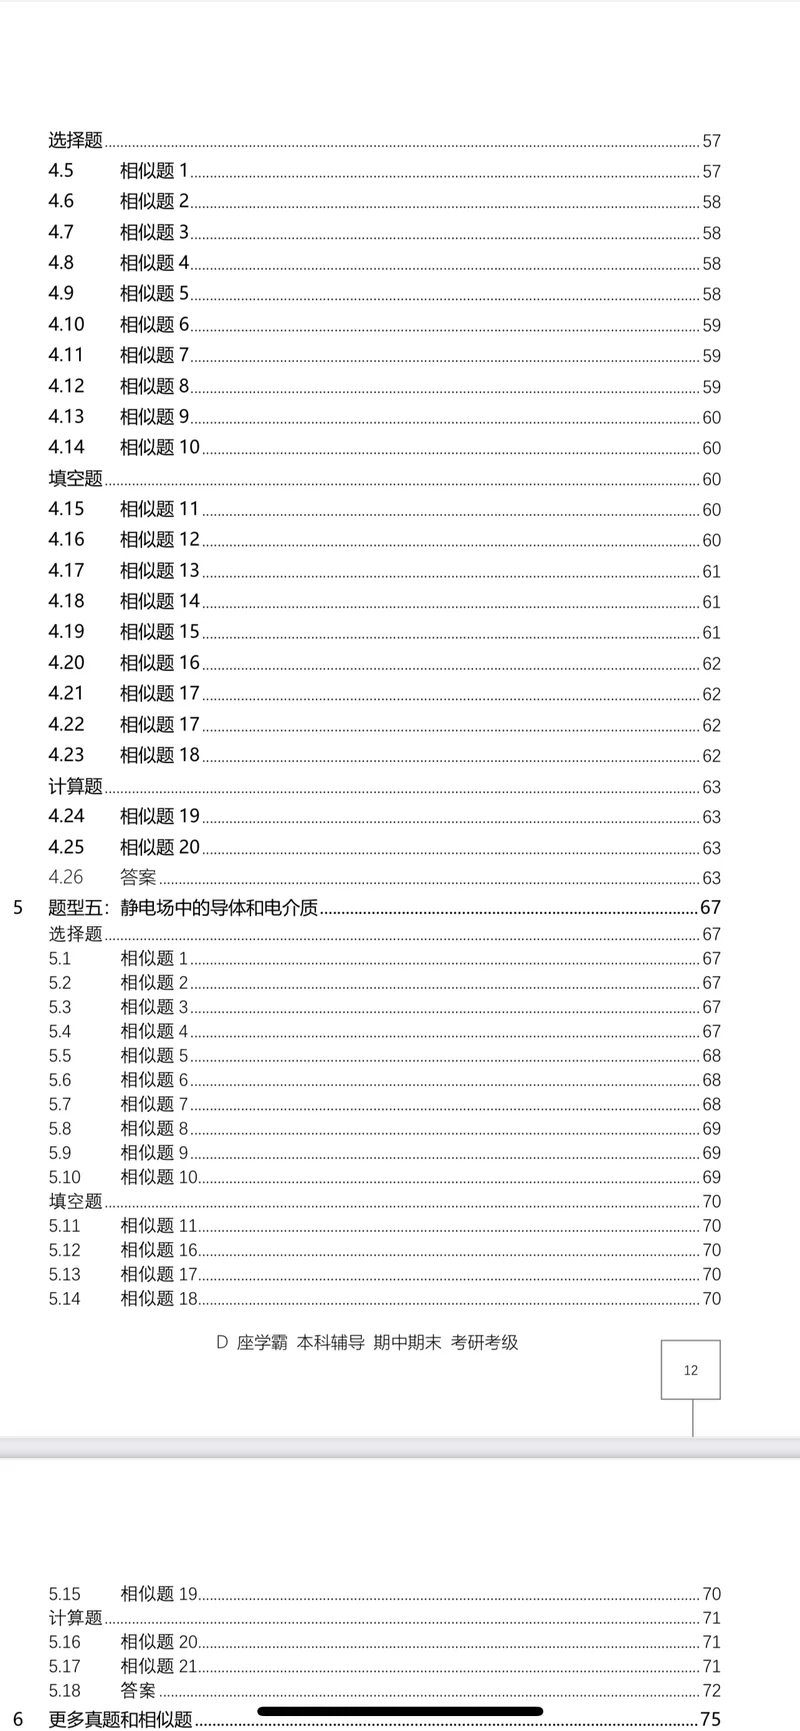 选择题 57
4.5 相似题 1 57
4.6 相似题 2 58
4.7 相似题 3 58
4.8 相似题 4 58
4.9 相似题 5 58
4.10 相似题 6 59
4.11 相似题 7 59
4.12 相似题 8 59
4.13 相似题 9 60
4.14 相似题 10 60
填空题 60
4.15 相似题 11 60
4.16 相似题 12 60
4.17 相似题 13 61
4.18 相似题 14 61
4.19 相似题 15 61
4.20 相似题 16 62
4.21 相似题 17 62
4.22 相似题 17 62
4.23 相似题 18 62
计算题 63
4.24 相似题 19 63
4.25 相似题 20 63
4.26 答案 63
5 题型五：静电场中的导体和电介质 67
选择题 67
5.1 相似题 1 67
5.2 相似题 2 67
5.3 相似题 3 67
5.4 相似题 4 67
5.5 相似题 5 68
5.6 相似题 6 68
5.7 相似题 7 68
5.8 相似题 8 69
5.9 相似题 9 69
5.10 相似题 10 69
填空题 70
5.11 相似题 11 70
5.12 相似题 16 70
5.13 相似题 17 70
5.14 相似题 18 70
D 座学霸 本科辅导 期中期末 考研考级
12
5.15 相似题 19 70
计算题 71
5.16 相似题 20 71
5.17 相似题 21 71
5.18 答案 72
6 更多真题和相似题 75